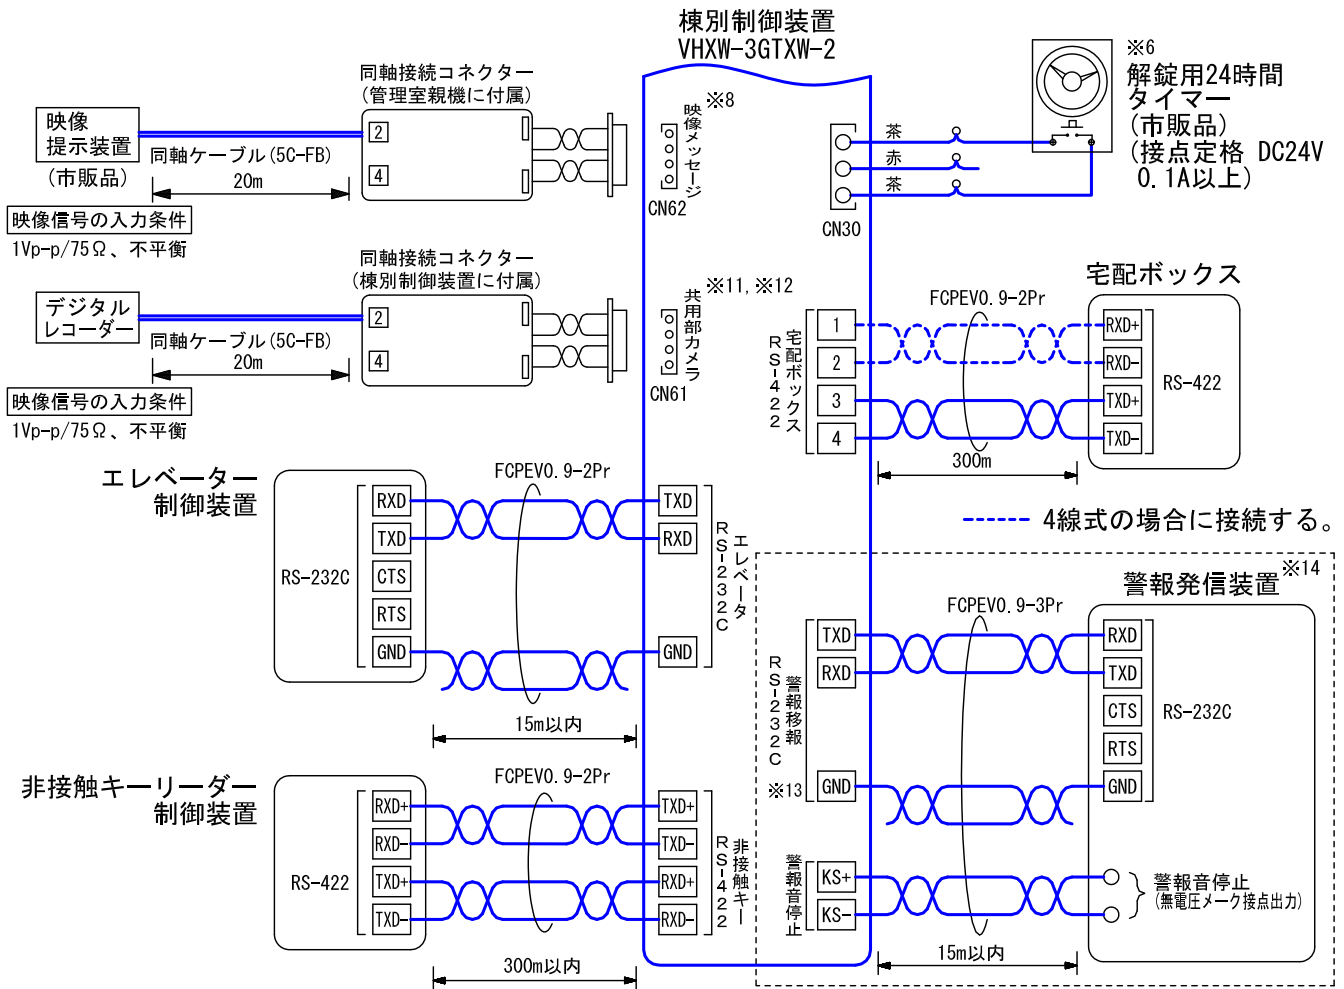 棟別制御装置
VHXW-3GTXW-2
同軸接続コネクター
(管理室親機に付属)
映像
提示装置
(市販品)
2
4
同軸ケーブル(5C-FB)
20m
映像信号の入力条件
1Vp-p/75Ω、不平衡
※8
映像メッセージ
CN62
茶
赤
茶
CN30
※6
解錠用24時間
タイマー
(市販品)
(接点定格 DC24V
0.1A以上)
同軸接続コネクター
(棟別制御装置に付属)
デジタル
レコーダー
2
4
同軸ケーブル(5C-FB)
20m
映像信号の入力条件
1Vp-p/75Ω、不平衡
※11,※12
共用部カメラ
CN61
宅配ボックス
RS-422
1
2
3
4
FCPEV0.9-2Pr
300m
宅配ボックス
RXD+
RXD-
TXD+
TXD-
RS-422
4線式の場合に接続する。
エレベーター
制御装置
RS-232C
RXD
TXD
CTS
RTS
GND
FCPEV0.9-2Pr
15m以内
TXD
RXD
GND
エレベータ
RS-232C
警報発信装置※14
FCPEV0.9-3Pr
警報移報
RS-232C
※13
TXD
RXD
GND
RXD
TXD
CTS
RTS
GND
RS-232C
警報音停止
KS+
KS-
警報音停止
(無電圧メーク接点出力)
15m以内
非接触キーリーダー
制御装置
RS-422
RXD+
RXD-
TXD+
TXD-
FCPEV0.9-2Pr
300m以内
TXD+
TXD-
RXD+
RXD-
非接触キー
RS-422